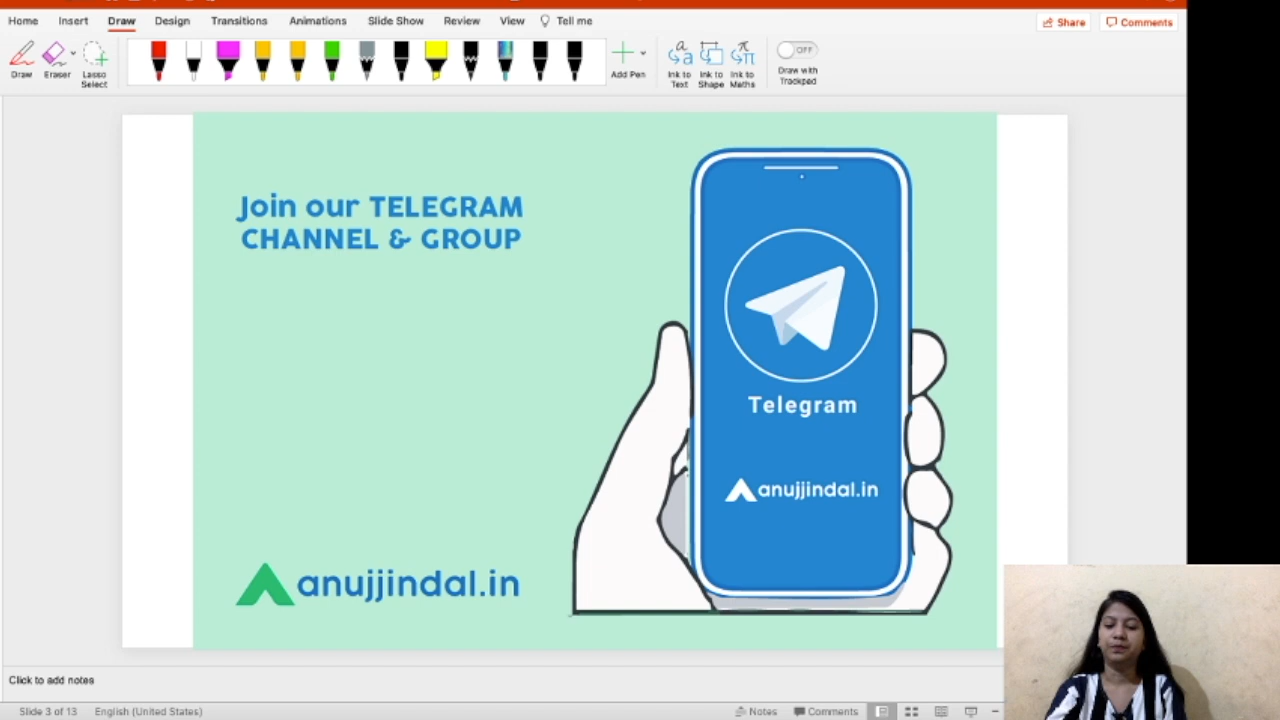 Home Insert Draw Design Transitions Animations Slide Show Review View Tell me
Share Comments
Draw Eraser Lasso Select
Add Pen
Ink to Text Ink to Shape Ink to Maths
OFF
Draw with Trackpad
Join our TELEGRAM
CHANNEL & GROUP
Telegram
anujjindal.in
anujjindal.in
Click to add notes
Slide 3 of 13 English (United States) Notes Comments